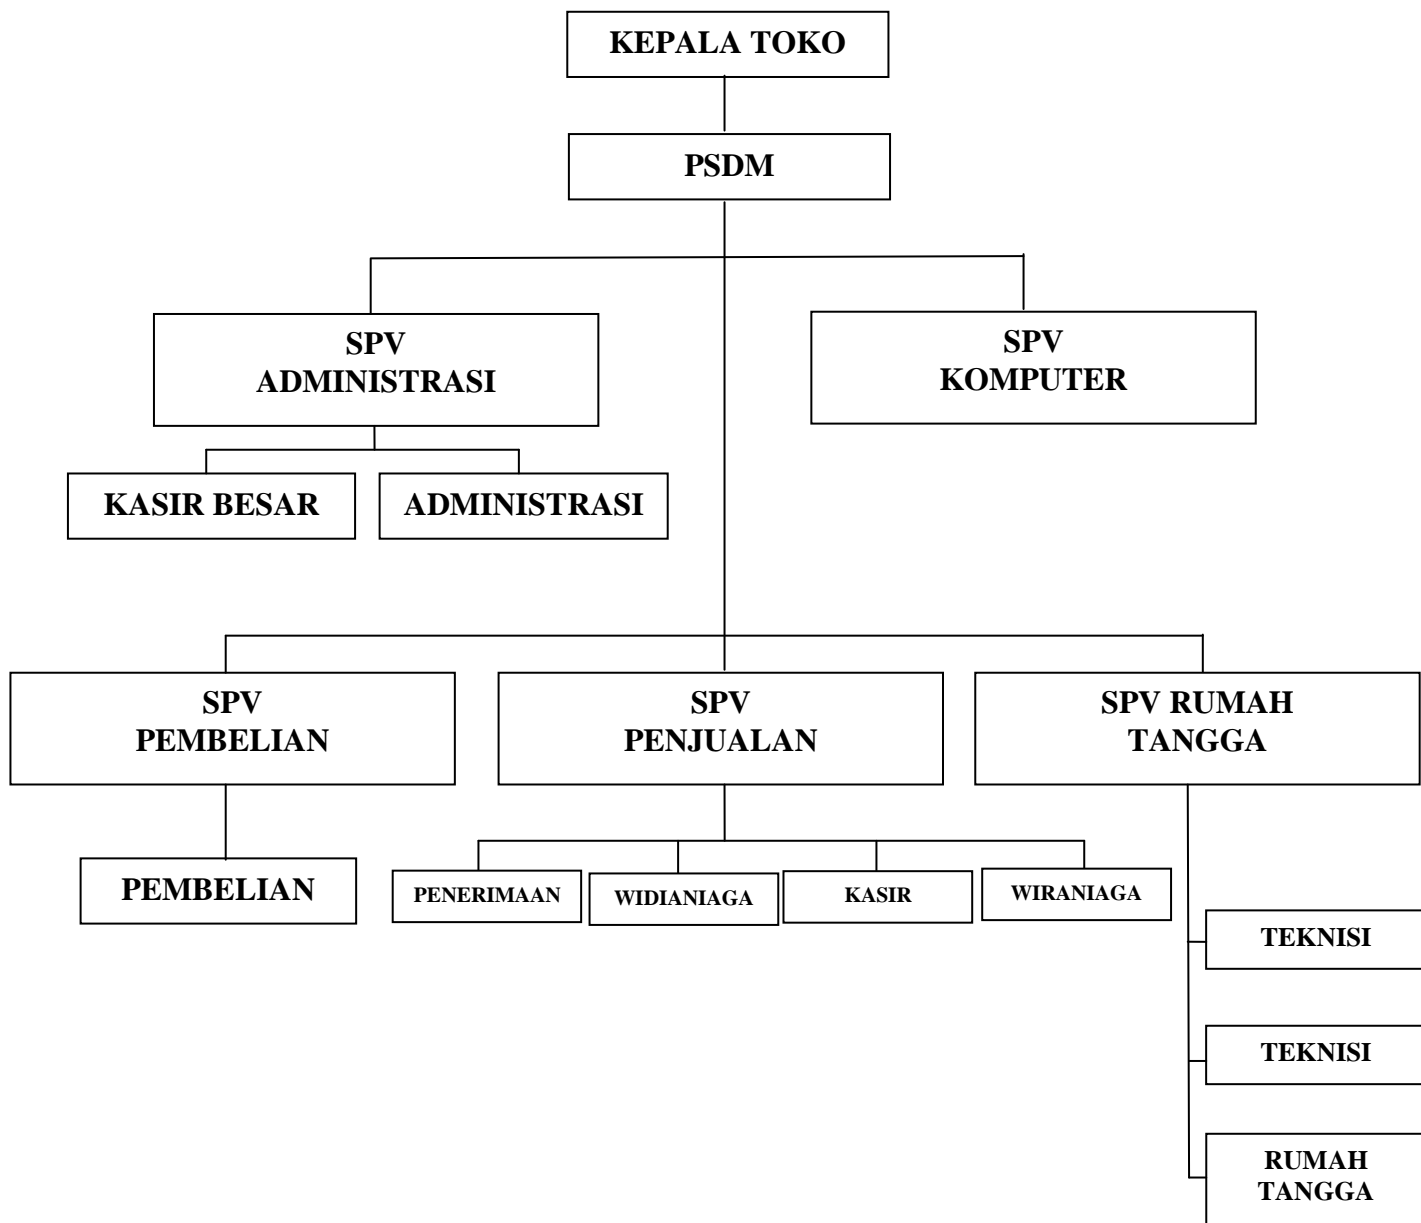 KEPALA TOKO
PSDM
SPV
ADMINISTRASI
SPV
KOMPUTER
KASIR BESAR
ADMINISTRASI
SPV
PEMBELIAN
SPV
PENJUALAN
SPV RUMAH
TANGGA
PEMBELIAN
PENERIMAAN
WIDIANIAGA
KASIR
WIRANIAGA
TEKNISI
TEKNISI
RUMAH
TANGGA